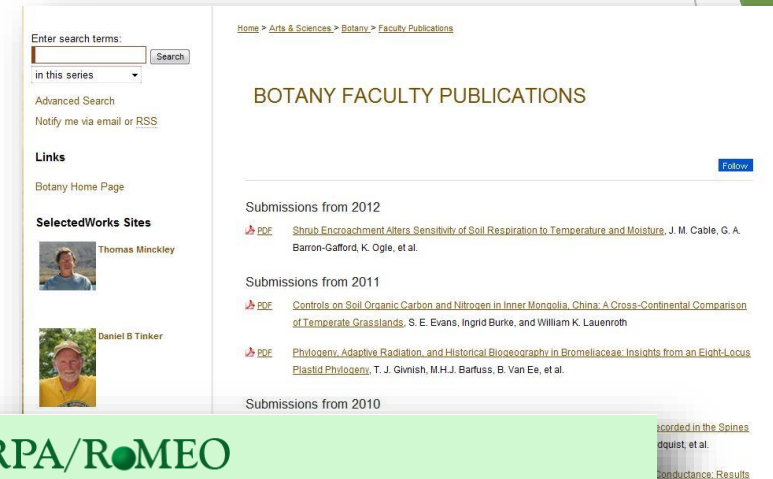 Enter search terms:
Search
in this series
Advanced Search
Notify me via email or RSS
Links
Botany Home Page
SelectedWorks Sites
Thomas Minckley
Daniel B Tinker
Home > Arts & Sciences > Botany > Faculty Publications
BOTANY FACULTY PUBLICATIONS
Follow
Submissions from 2012
PDF Shrub Encroachment Alters Sensitivity of Soil Respiration to Temperature and Moisture, J. M. Cable, G. A.
Barron-Gafford, K. Ogle, et al.
Submissions from 2011
PDF Controls on Soil Organic Carbon and Nitrogen in Inner Mongolia, China: A Cross-Continental Comparison
of Temperate Grasslands, S. E. Evans, Ingrid Burke, and William K. Lauenroth
PDF Phylogeny, Adaptive Radiation, and Historical Biogeography in Bromeliaceae: Insights from an Eight-Locus
Plastid Phylogeny, T. J. Givnish, M.H.J. Barfuss, B. Van Ee, et al.
Submissions from 2010
ecorded in the Spines
dquist, et al.
Conductance: Results
RPA/RoMEO